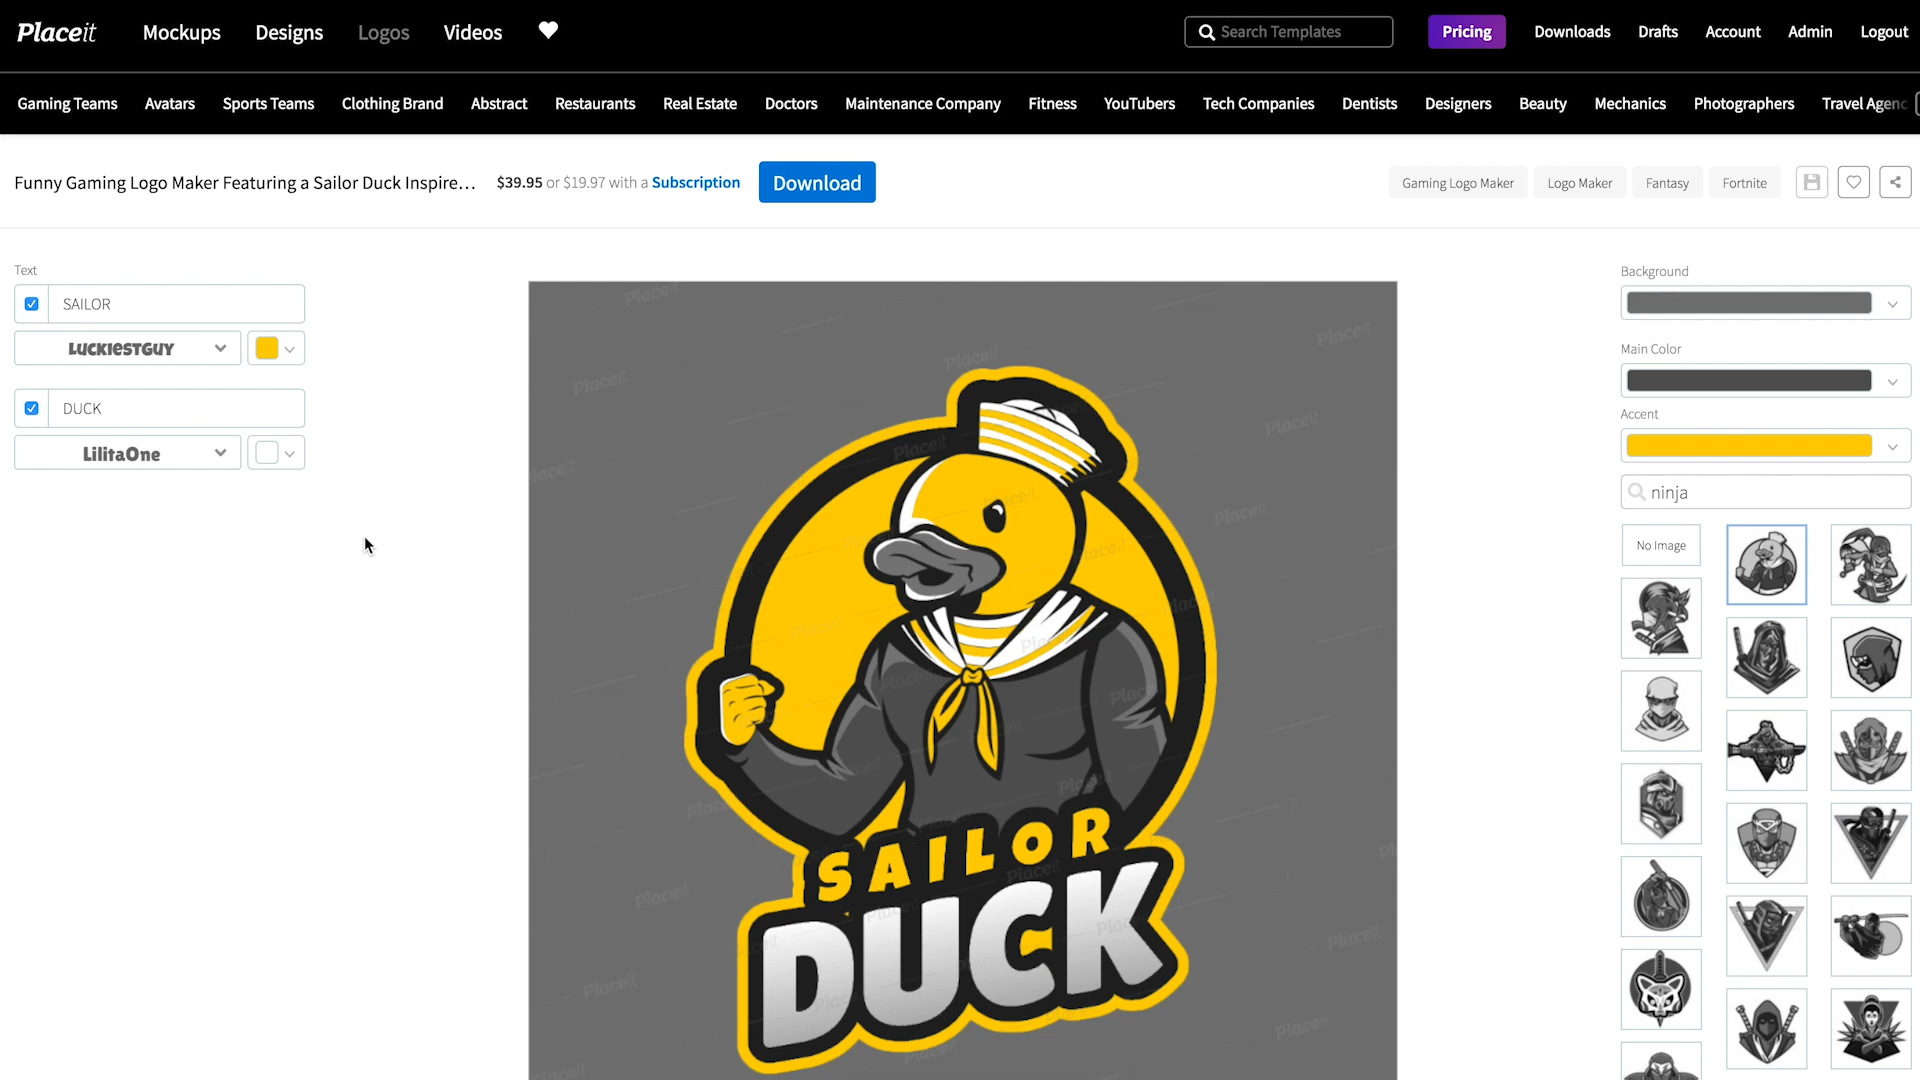 Placeit
Mockups
Designs
Logos
Videos
Search Templates
Pricing
Downloads
Drafts
Account
Admin
Logout
Gaming Teams
Avatars
Sports Teams
Clothing Brand
Abstract
Restaurants
Real Estate
Doctors
Maintenance Company
Fitness
YouTubers
Tech Companies
Dentists
Designers
Beauty
Mechanics
Photographers
Travel Agenc
Funny Gaming Logo Maker Featuring a Sailor Duck Inspire…
$39.95 or $19.97 with a Subscription
Download
Gaming Logo Maker
Logo Maker
Fantasy
Fortnite
Text
SAILOR
LUCKIESTGUY
DUCK
LilitaOne
SAILOR
DUCK
Background
Main Color
Accent
ninja
No Image